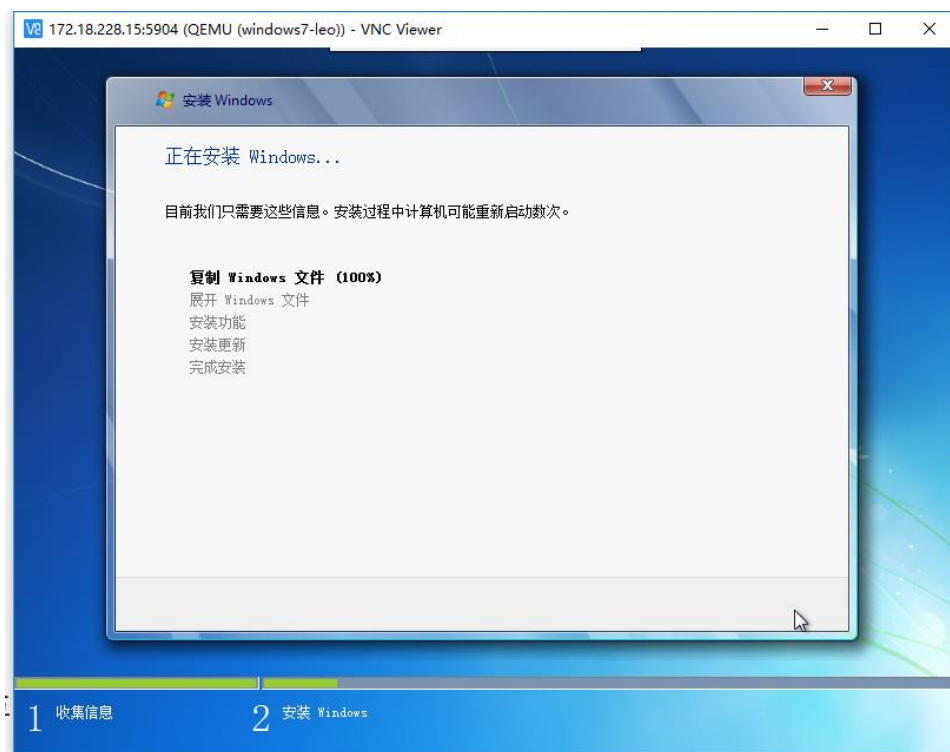 V2 172.18.228.15:5904 (QEMU (windows7-leo)) - VNC Viewer
安装 Windows
正在安装 Windows...
目前我们只需要这些信息。安装过程中计算机可能重新启动数次。
复制 Windows 文件 (100%)
展开 Windows 文件
安装功能
安装更新
完成安装
1 收集信息 2 安装 Windows